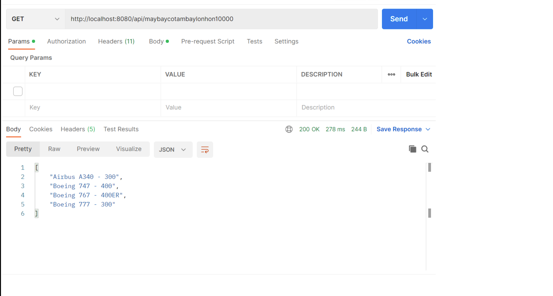 GET http://localhost:8080/api/maybaycotambaylonhon10000 Send
Params Authorization Headers (11) Body Pre-request Script Tests Settings Cookies
Query Params
KEY VALUE DESCRIPTION ••• Bulk Edit
Key Value Description
Body Cookies Headers (5) Test Results 200 OK 278 ms 244 B Save Response
Pretty Raw Preview Visualize JSON
1 [
2 "Airbus A340 - 300",
3 "Boeing 747 - 400",
4 "Boeing 767 - 400ER",
5 "Boeing 777 - 300"
6 ]